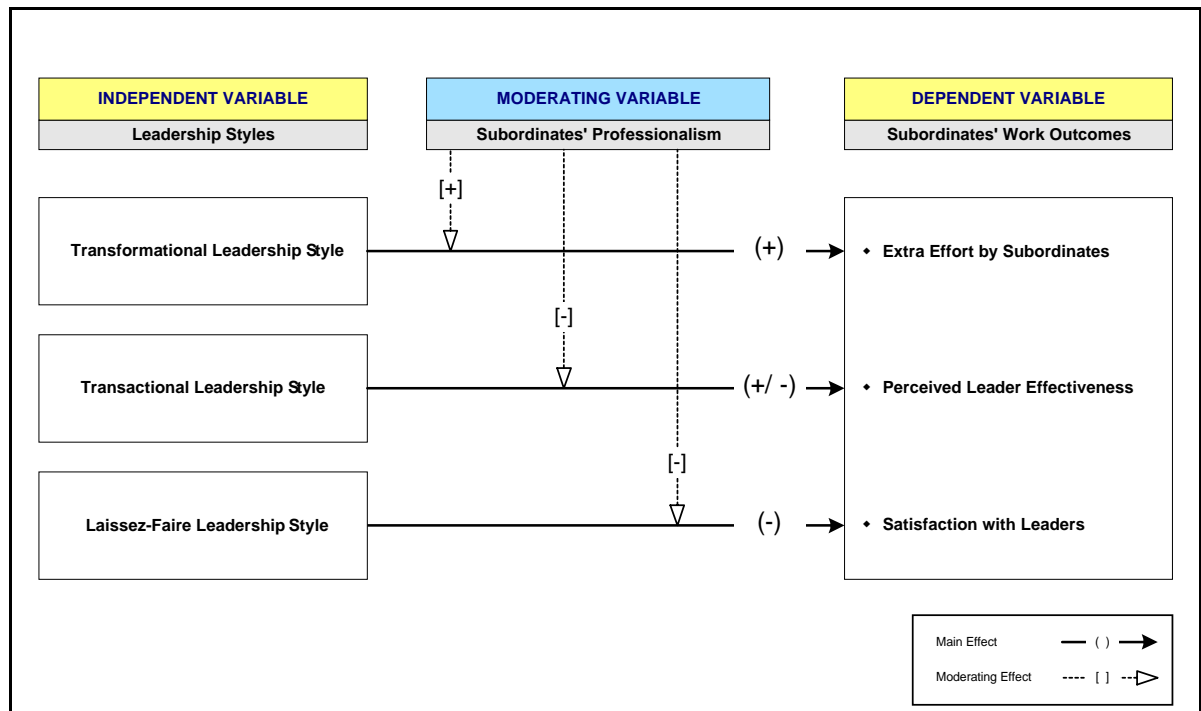 INDEPENDENT VARIABLE
Leadership Styles
MODERATING VARIABLE
Subordinates' Professionalism
DEPENDENT VARIABLE
Subordinates' Work Outcomes
[+]
Transformational Leadership Style
(+)
◆ Extra Effort by Subordinates
[-]
Transactional Leadership Style
(+/ -)
◆ Perceived Leader Effectiveness
[-]
Laissez-Faire Leadership Style
(-)
◆ Satisfaction with Leaders
Main Effect ( )
Moderating Effect [ ]